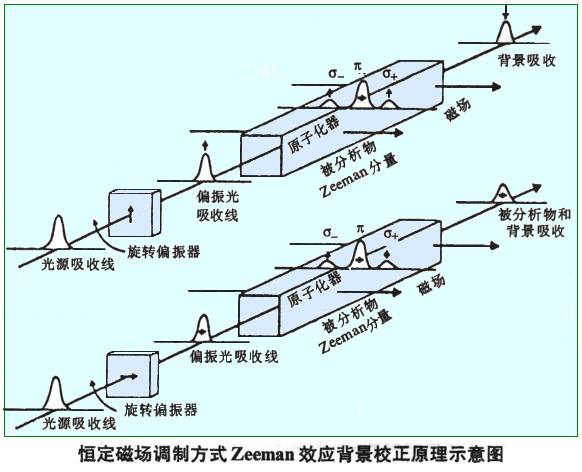 背景吸收
σ₋ π σ₊
磁场
原子化器
被分析物
Zeeman分量
偏振光
吸收线
旋转偏振器
光源吸收线
被分析物和
背景吸收
σ₋ π σ₊
磁场
原子化器
被分析物
Zeeman分量
偏振光吸收线
旋转偏振器
光源吸收线
恒定磁场调制方式 Zeeman 效应背景校正原理示意图